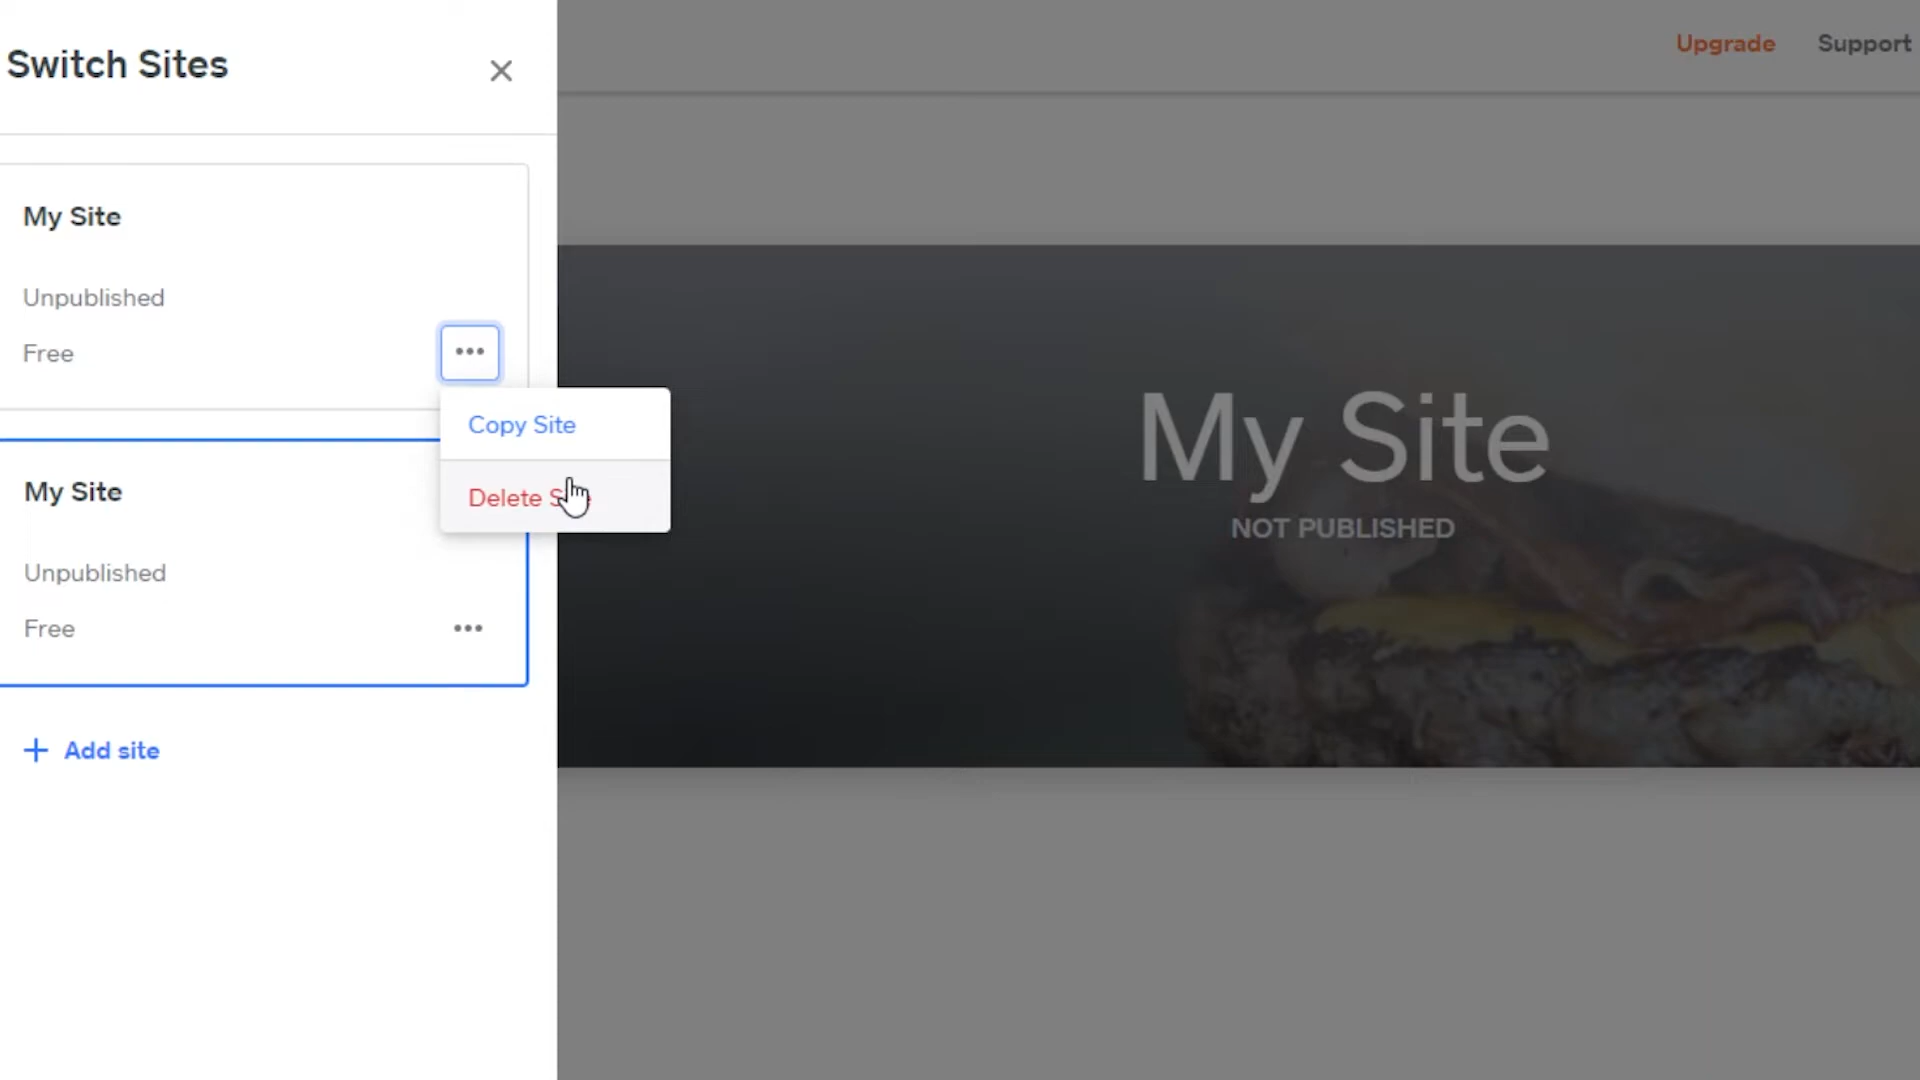 Switch Sites
Upgrade
Support
My Site
Unpublished
Free
Copy Site
Delete
My Site
Unpublished
Free
Add site
My Site
NOT PUBLISHED